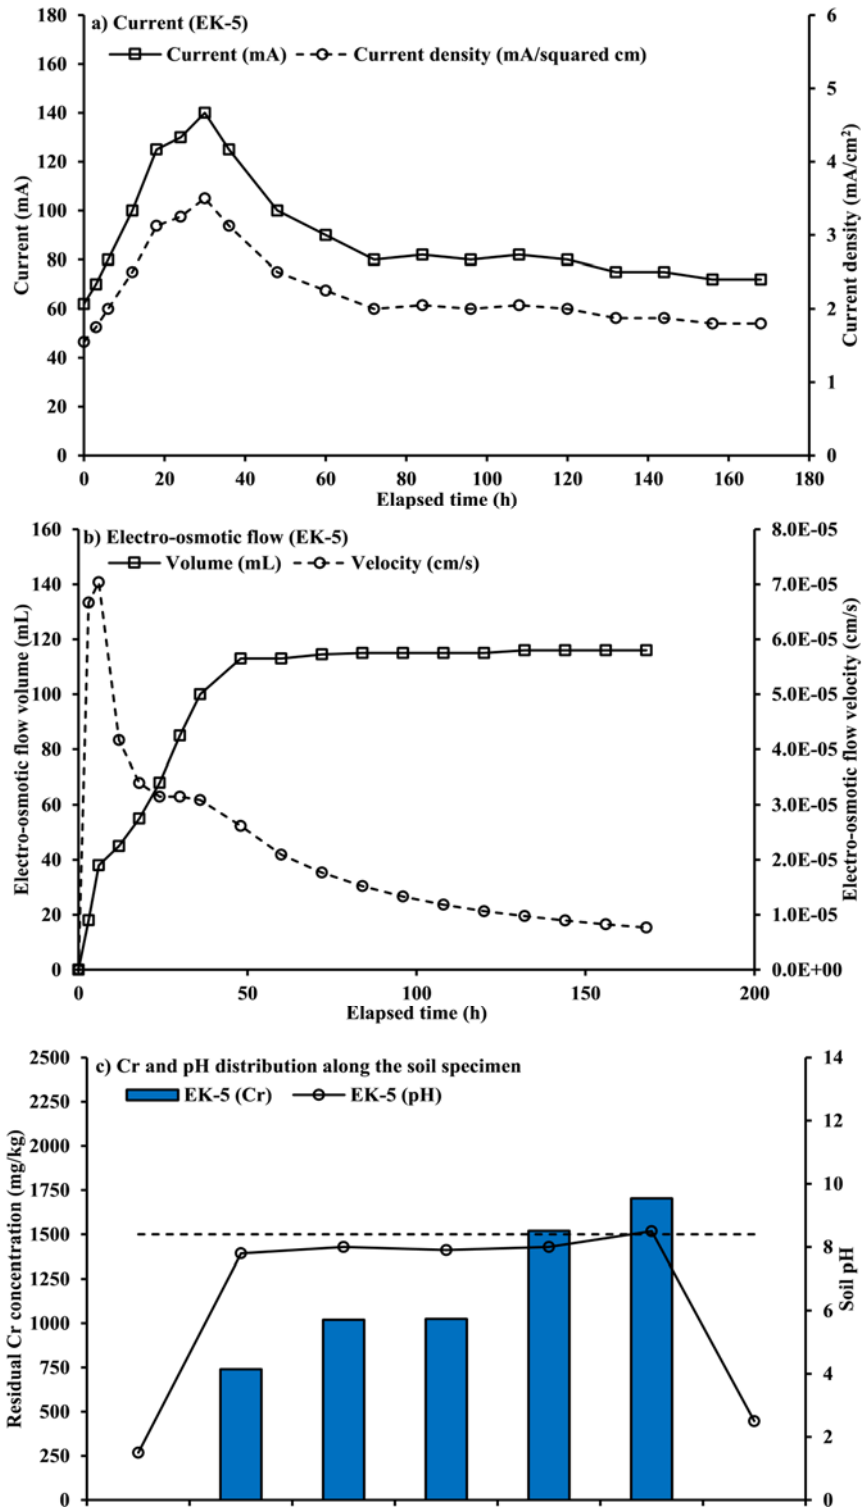 a) Current (EK-5)
Current (mA)
Current density (mA/squared cm)
180
160
140
120
100
80
60
40
20
0
Current (mA)
6
5
4
3
2
1
0
Current density (mA/cm²)
0 20 40 60 80 100 120 140 160 180
Elapsed time (h)
b) Electro-osmotic flow (EK-5)
Volume (mL)
Velocity (cm/s)
160
140
120
100
80
60
40
20
0
Electro-osmotic flow volume (mL)
8.0E-05
7.0E-05
6.0E-05
5.0E-05
4.0E-05
3.0E-05
2.0E-05
1.0E-05
0.0E+00
Electro-osmotic flow velocity (cm/s)
0 50 100 150 200
Elapsed time (h)
c) Cr and pH distribution along the soil specimen
EK-5 (Cr)
EK-5 (pH)
2500
2250
2000
1750
1500
1250
1000
750
500
250
0
Residual Cr concentration (mg/kg)
14
12
10
8
6
4
2
0
Soil pH